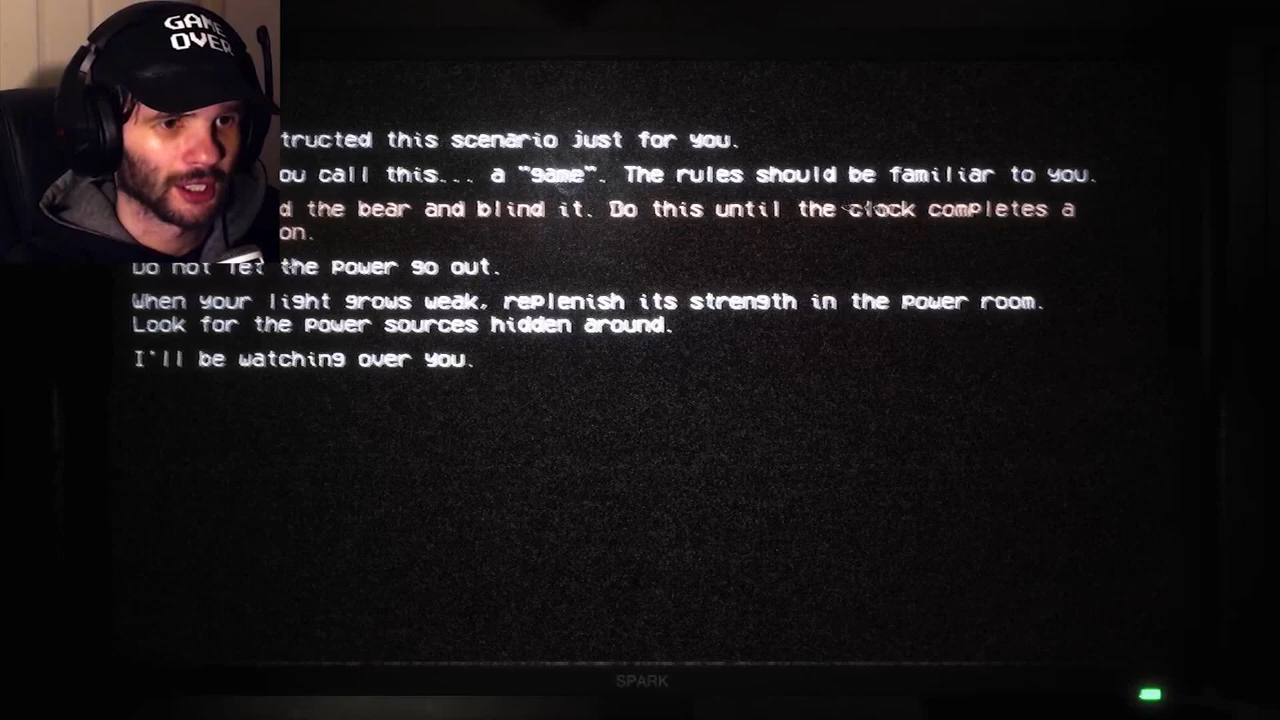 GAME
OVER
tructed this scenario just for you.
ou call this... a "game". The rules should be familiar to you.
d the bear and blind it. Do this until the clock completes a
on.
Do not let the power go out.
When your light grows weak, replenish its strength in the power room.
Look for the power sources hidden around.
I'll be watching over you.
SPARK